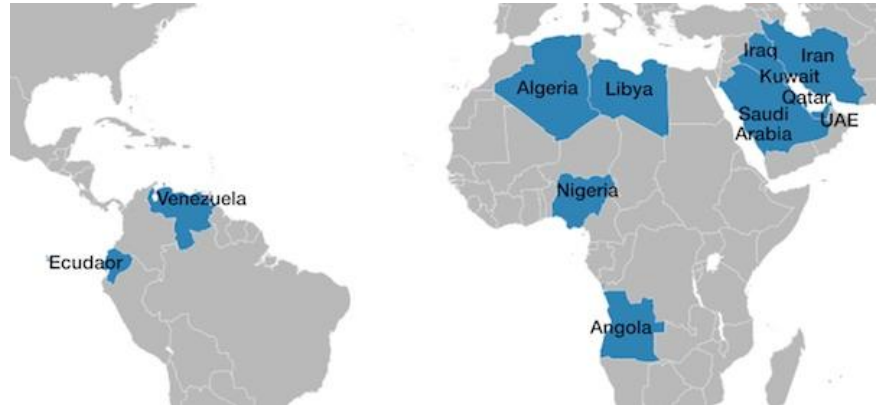 Venezuela
Ecudaor
Algeria
Libya
Nigeria
Angola
Iraq
Iran
Kuwait
Qatar
Saudi
Arabia
UAE